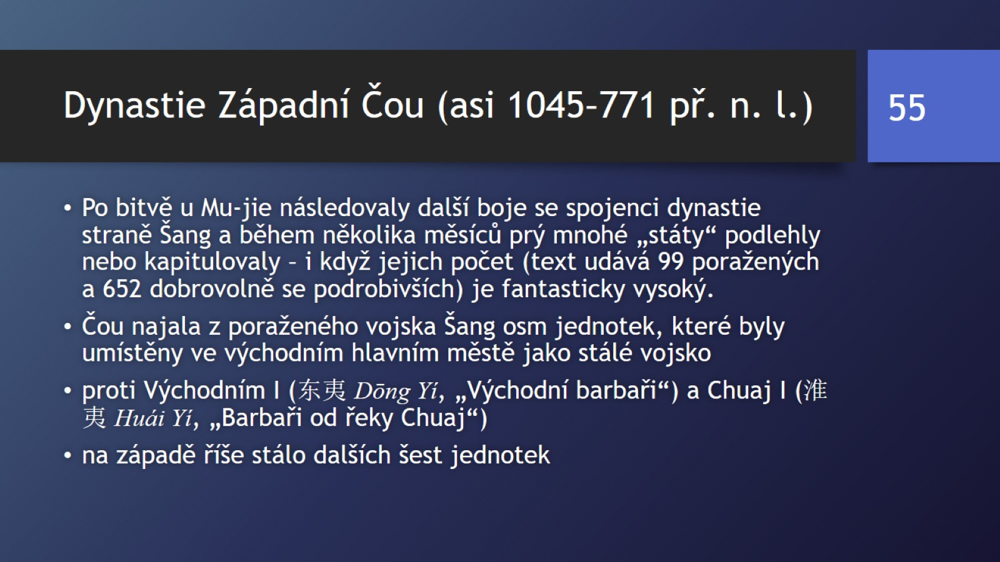 Dynastie Západní Čou (asi 1045–771 př. n. l.)
55
• Po bitvě u Mu-jie následovaly další boje se spojenci dynastie
straně Šang a během několika měsíců prý mnohé „státy“ podlehly
nebo kapitulovaly – i když jejich počet (text udává 99 poražených
a 652 dobrovolně se podrobivších) je fantasticky vysoký.
• Čou najala z poraženého vojska Šang osm jednotek, které byly
umístěny ve východním hlavním městě jako stálé vojsko
• proti Východním I (东夷 Dōng Yí, „Východní barbaři“) a Chuaj I (淮
夷 Huái Yí, „Barbaři od řeky Chuaj“)
• na západě říše stálo dalších šest jednotek